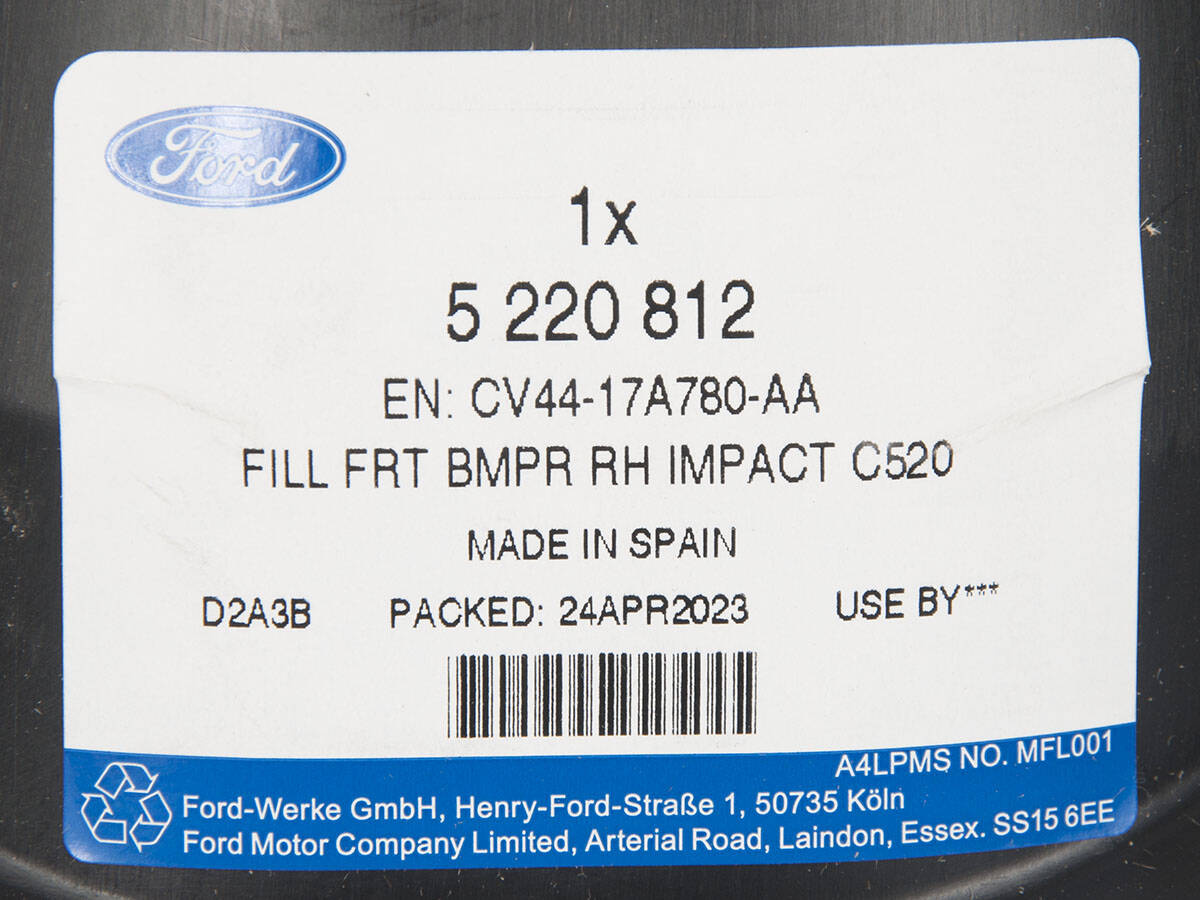 Ford
1x
5 220 812
EN: CV44-17A780-AA
FILL FRT BMPR RH IMPACT C520
MADE IN SPAIN
D2A3B PACKED: 24APR2023 USE BY***
A4LPMS NO. MFL001
Ford-Werke GmbH, Henry-Ford-Straße 1, 50735 Köln
Ford Motor Company Limited, Arterial Road, Laindon, Essex. SS15 6EE